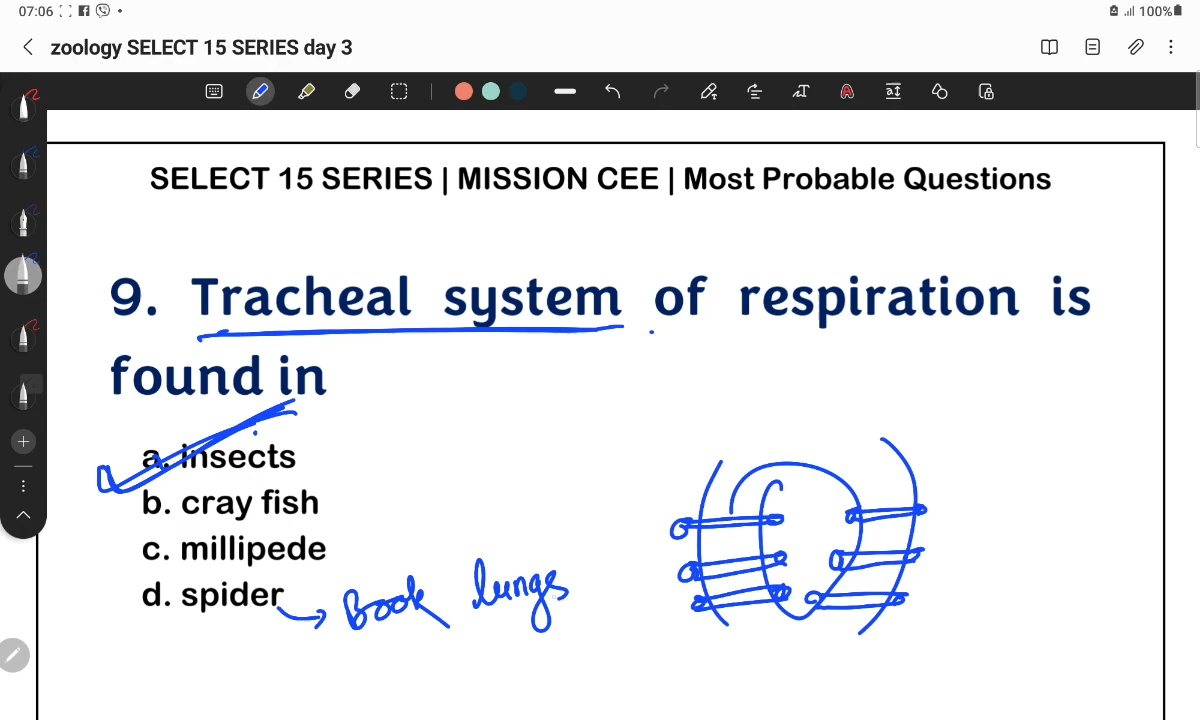 07:06
100%
zoology SELECT 15 SERIES day 3
SELECT 15 SERIES | MISSION CEE | Most Probable Questions
9. Tracheal system of respiration is
found in
a. insects
b. cray fish
c. millipede
d. spider → Book lungs